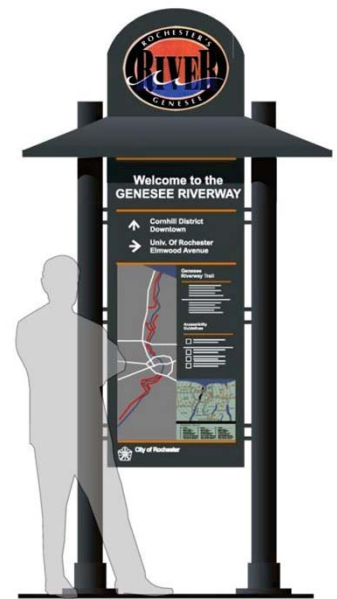 ROCHESTER'S
RIVER
GENESEE
Welcome to the
GENESEE RIVERWAY
Cornhill District
Downtown
Univ. Of Rochester
Elmwood Avenue
Genesee
Riverway Trail
Accessibility
Guidelines
City of Rochester